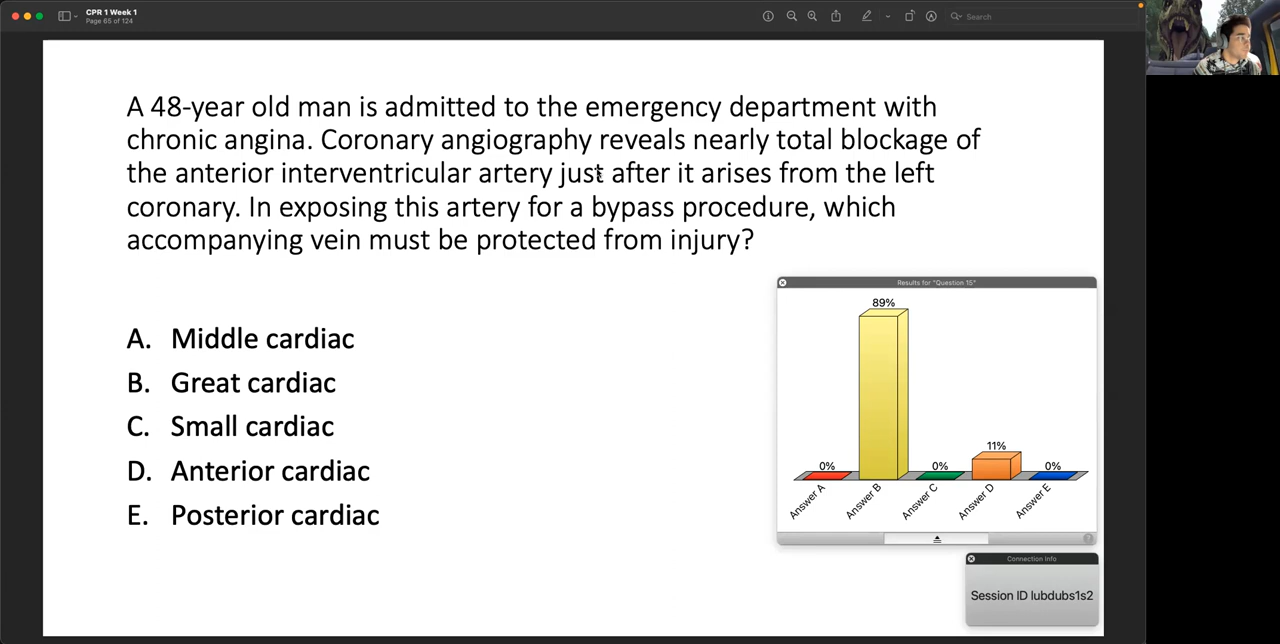 CPR 1 Week 1
Page 65 of 124
Search
A 48-year old man is admitted to the emergency department with
chronic angina. Coronary angiography reveals nearly total blockage of
the anterior interventricular artery just after it arises from the left
coronary. In exposing this artery for a bypass procedure, which
accompanying vein must be protected from injury?
A. Middle cardiac
B. Great cardiac
C. Small cardiac
D. Anterior cardiac
E. Posterior cardiac
Results for "Question 15"
89%
11%
0%
0%
0%
Answer A
Answer B
Answer C
Answer D
Answer E
Connection Info
Session ID lubdubs1s2